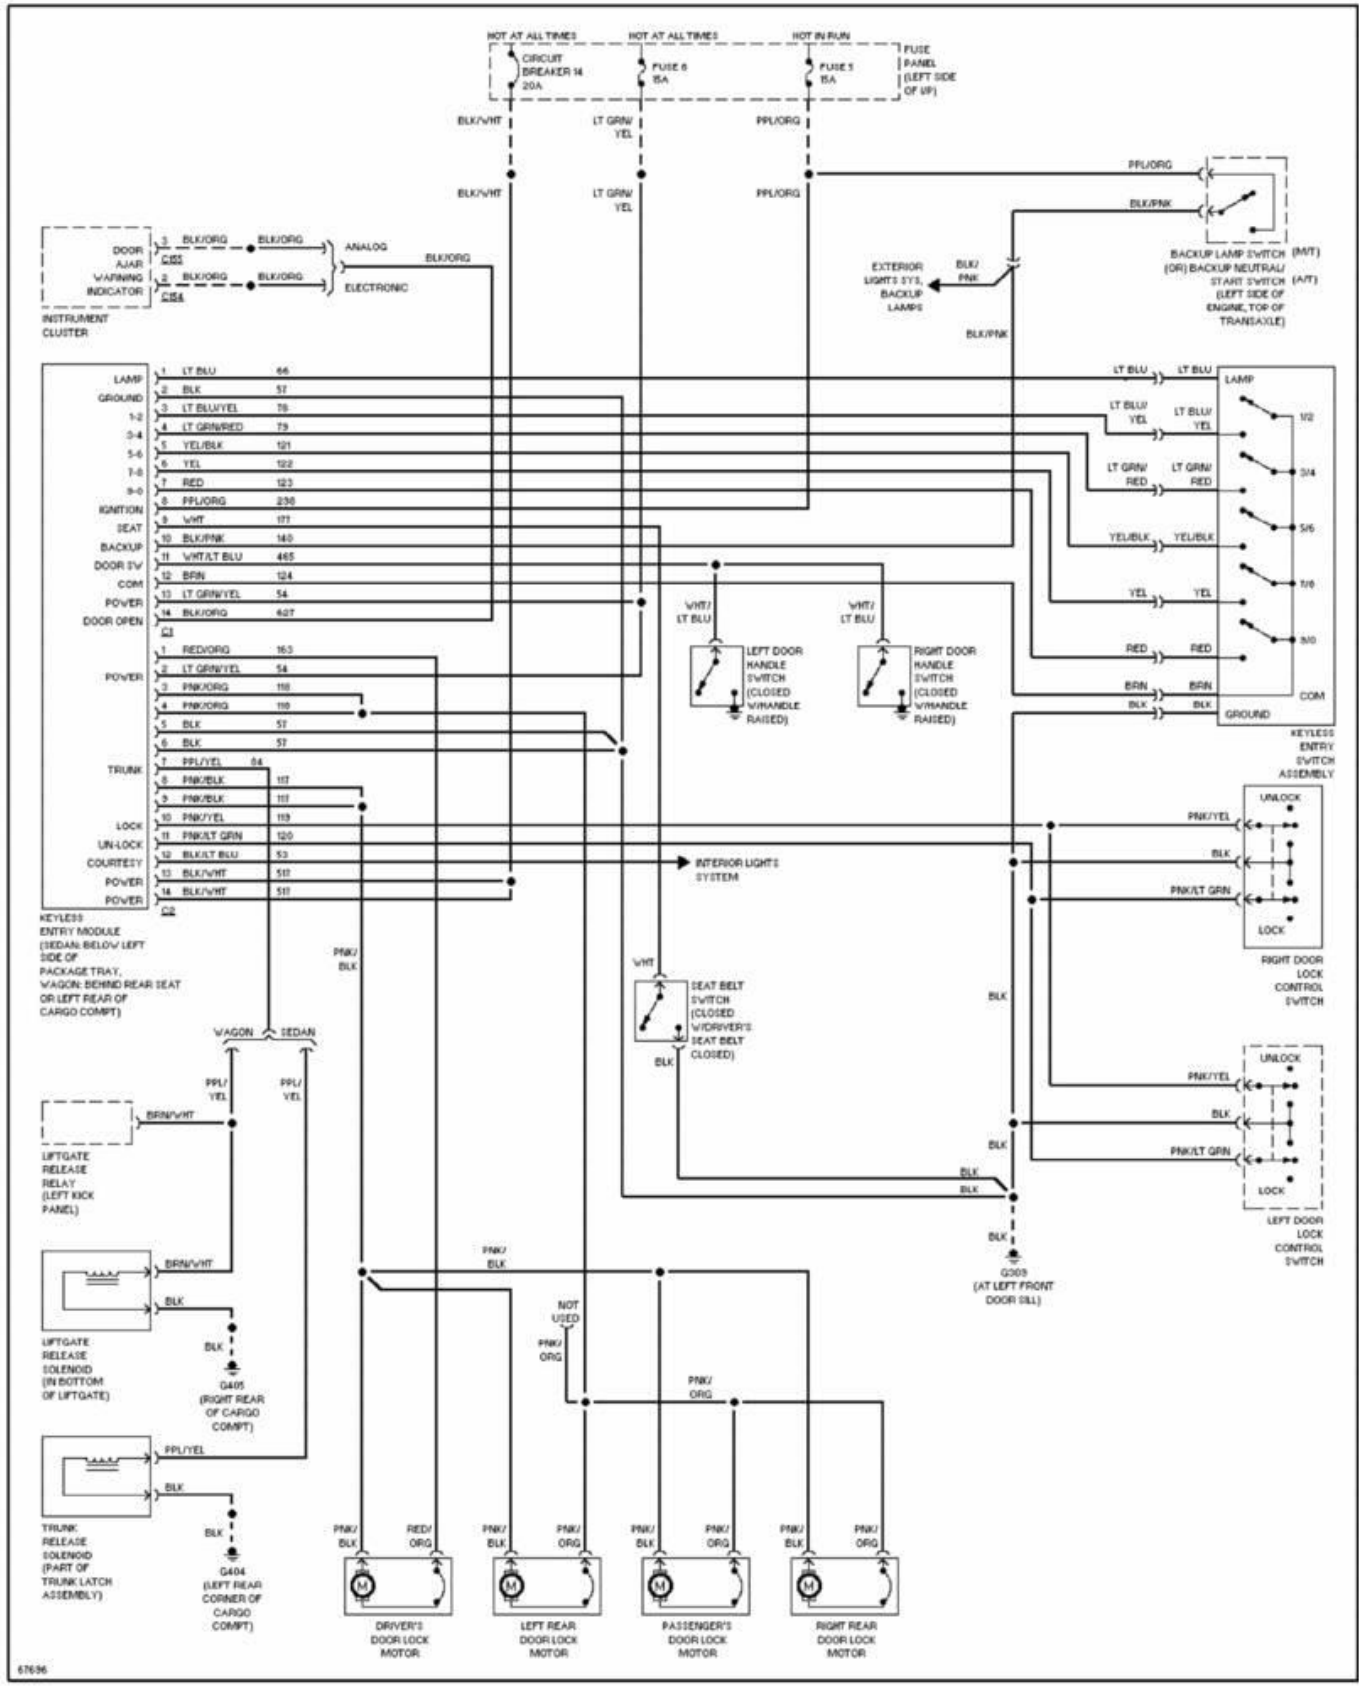 HOT AT ALL TIMES
HOT AT ALL TIMES
HOT IN RUN
CIRCUIT
BREAKER 14
20A
FUSE 6
15A
FUSE 5
15A
FUSE
PANEL
(LEFT SIDE
OF I/P)
BLK/WHT
LT GRN/
YEL
PPL/ORG
BLK/WHT
LT GRN/
YEL
PPL/ORG
PPL/ORG
BLK/PNK
BACKUP LAMP SWITCH (M/T)
(OR) BACKUP NEUTRAL/
START SWITCH (A/T)
(LEFT SIDE OF
ENGINE, TOP OF
TRANSAXLE)
EXTERIOR
LIGHTS SYS,
BACKUP
LAMPS
BLK/
PNK
BLK/PNK
DOOR
AJAR
WARNING
INDICATOR
3 BLK/ORG BLK/ORG
C155
2 BLK/ORG BLK/ORG
C154
ANALOG
ELECTRONIC
BLK/ORG
INSTRUMENT
CLUSTER
LAMP 1 LT BLU 66
GROUND 2 BLK 57
1-2 3 LT BLU/YEL 78
3-4 4 LT GRN/RED 79
5-6 5 YEL/BLK 121
7-8 6 YEL 122
9-0 7 RED 123
IGNITION 8 PPL/ORG 298
SEAT 9 WHT 177
BACKUP 10 BLK/PNK 140
DOOR SW 11 WHT/LT BLU 465
COM 12 BRN 124
POWER 13 LT GRN/YEL 54
DOOR OPEN 14 BLK/ORG 627
C1
1 RED/ORG 163
POWER 2 LT GRN/YEL 54
3 PNK/ORG 118
4 PNK/ORG 118
5 BLK 57
6 BLK 57
TRUNK 7 PPL/YEL 84
8 PNK/BLK 117
9 PNK/BLK 117
LOCK 10 PNK/YEL 119
UN-LOCK 11 PNK/LT GRN 120
COURTESY 12 BLK/LT BLU 53
POWER 13 BLK/WHT 517
POWER 14 BLK/WHT 517
C2
KEYLESS
ENTRY MODULE
(SEDAN: BELOW LEFT
SIDE OF
PACKAGE TRAY,
WAGON: BEHIND REAR SEAT
OR LEFT REAR OF
CARGO COMPT)
LT BLU LT BLU LAMP
LT BLU/
YEL
LT BLU/
YEL
1/2
LT GRN/
RED
LT GRN/
RED
3/4
YEL/BLK YEL/BLK
5/6
YEL YEL
7/8
RED RED
9/0
BRN BRN COM
BLK BLK GROUND
KEYLESS
ENTRY
SWITCH
ASSEMBLY
WHT/
LT BLU
LEFT DOOR
HANDLE
SWITCH
(CLOSED
W/HANDLE
RAISED)
WHT/
LT BLU
RIGHT DOOR
HANDLE
SWITCH
(CLOSED
W/HANDLE
RAISED)
INTERIOR LIGHTS
SYSTEM
UNLOCK
PNK/YEL
BLK
PNK/LT GRN
LOCK
RIGHT DOOR
LOCK
CONTROL
SWITCH
PNK/
BLK
WHT
SEAT BELT
SWITCH
(CLOSED
W/DRIVER'S
SEAT BELT
CLOSED)
BLK
BLK
WAGON SEDAN
PPL/
YEL
PPL/
YEL
UNLOCK
PNK/YEL
BLK
PNK/LT GRN
LOCK
LEFT DOOR
LOCK
CONTROL
SWITCH
BRN/WHT
LIFTGATE
RELEASE
RELAY
(LEFT KICK
PANEL)
BLK
BLK
BLK
BLK
G303
(AT LEFT FRONT
DOOR SILL)
BRN/WHT
BLK
BLK
LIFTGATE
RELEASE
SOLENOID
(IN BOTTOM
OF LIFTGATE)
G405
(RIGHT REAR
OF CARGO
COMPT)
PNK/
BLK
NOT
USED
PNK/
ORG
PNK/
ORG
PPL/YEL
BLK
BLK
TRUNK
RELEASE
SOLENOID
(PART OF
TRUNK LATCH
ASSEMBLY)
G404
(LEFT REAR
CORNER OF
CARGO
COMPT)
PNK/
BLK
RED/
ORG
PNK/
BLK
PNK/
ORG
PNK/
BLK
PNK/
ORG
PNK/
BLK
PNK/
ORG
M
M
M
M
DRIVER'S
DOOR LOCK
MOTOR
LEFT REAR
DOOR LOCK
MOTOR
PASSENGER'S
DOOR LOCK
MOTOR
RIGHT REAR
DOOR LOCK
MOTOR
67696